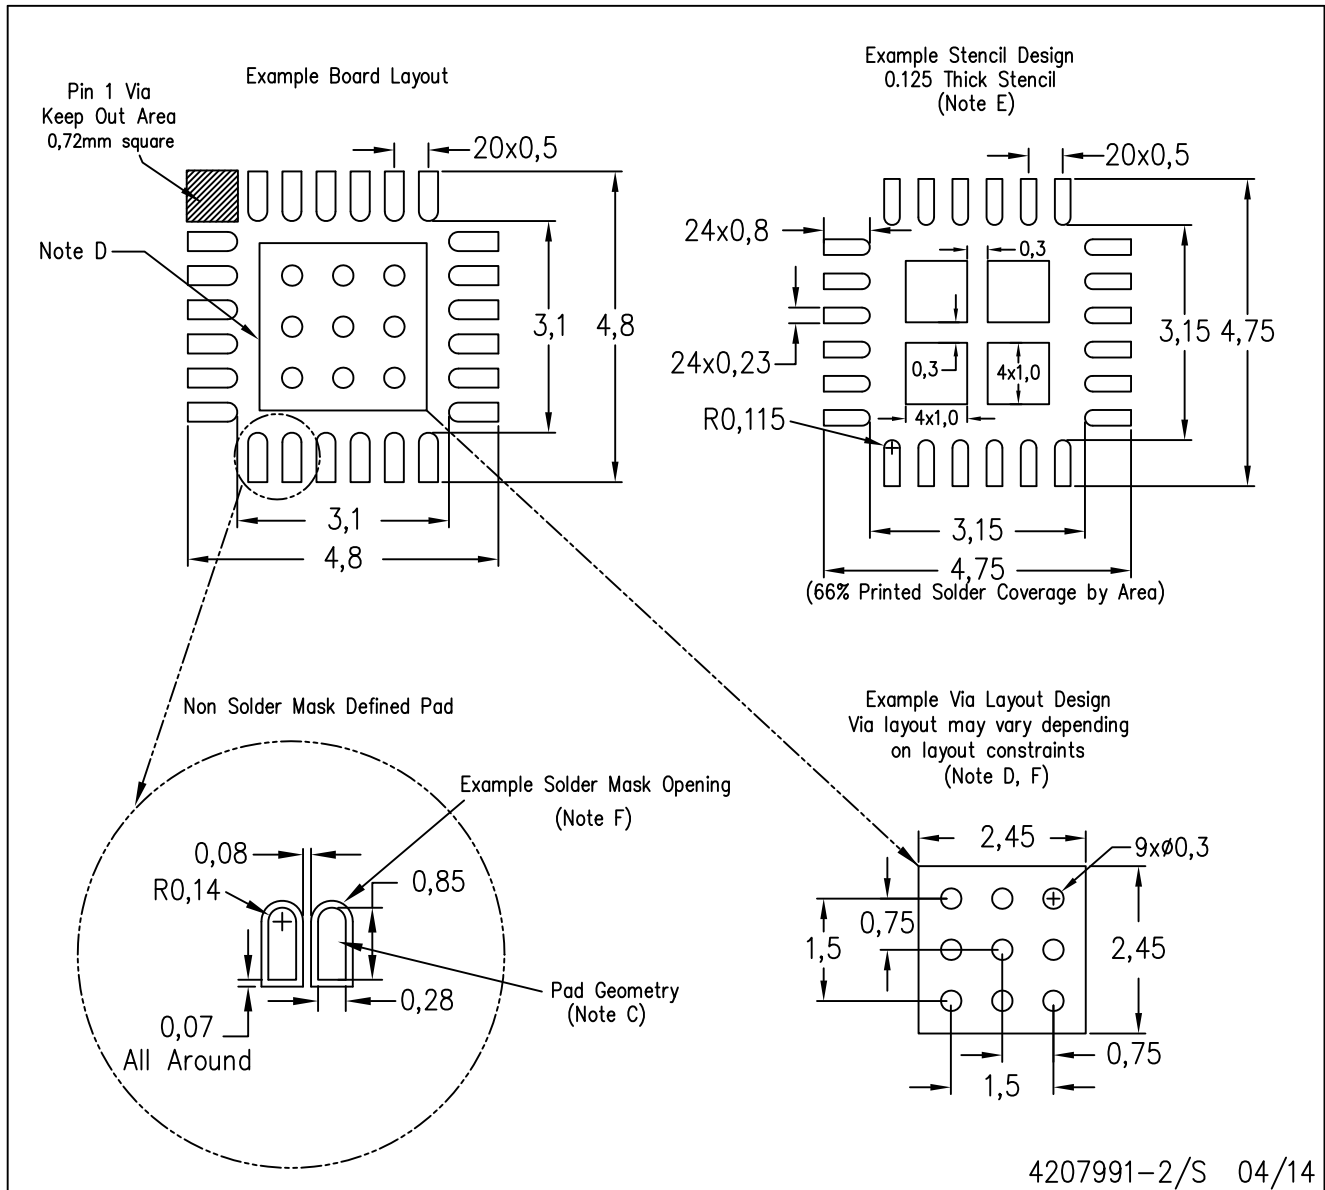 Example Board Layout
Pin 1 Via
Keep Out Area
0,72mm square
20x0,5
Note D
3,1
4,8
3,1
4,8
Example Stencil Design
0.125 Thick Stencil
(Note E)
20x0,5
24x0,8
0,3
3,15
4,75
24x0,23
0,3
4x1,0
4x1,0
R0,115
3,15
4,75
(66% Printed Solder Coverage by Area)
Non Solder Mask Defined Pad
Example Solder Mask Opening
(Note F)
0,08
R0,14
0,85
0,28
Pad Geometry
(Note C)
0,07
All Around
Example Via Layout Design
Via layout may vary depending
on layout constraints
(Note D, F)
2,45
9xø0,3
0,75
1,5
2,45
0,75
1,5
4207991-2/S 04/14